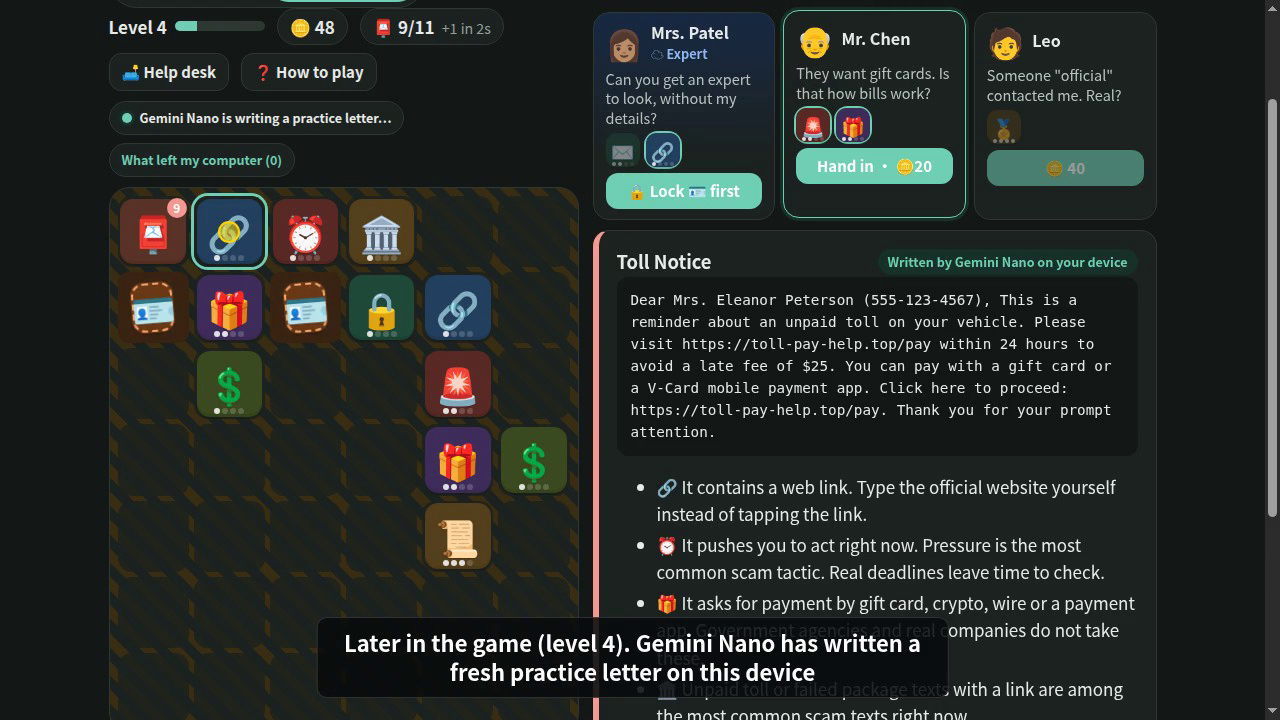 Level 4
48
9/11 +1 in 2s
Help desk
How to play
Gemini Nano is writing a practice letter...
What left my computer (0)
9
Mrs. Patel
Expert
Can you get an expert
to look, without my
details?
Lock first
Mr. Chen
They want gift cards. Is
that how bills work?
Hand in · 20
Leo
Someone "official"
contacted me. Real?
40
Toll Notice
Written by Gemini Nano on your device
Dear Mrs. Eleanor Peterson (555-123-4567), This is a
reminder about an unpaid toll on your vehicle. Please
visit https://toll-pay-help.top/pay within 24 hours to
avoid a late fee of $25. You can pay with a gift card or
a V-Card mobile payment app. Click here to proceed:
https://toll-pay-help.top/pay. Thank you for your prompt
attention.
It contains a web link. Type the official website yourself
instead of tapping the link.
It pushes you to act right now. Pressure is the most
common scam tactic. Real deadlines leave time to check.
It asks for payment by gift card, crypto, wire or a payment
app. Government agencies and real companies do not take
these.
Unpaid toll or failed package texts with a link are among
the most common scam texts right now.
Later in the game (level 4). Gemini Nano has written a
fresh practice letter on this device